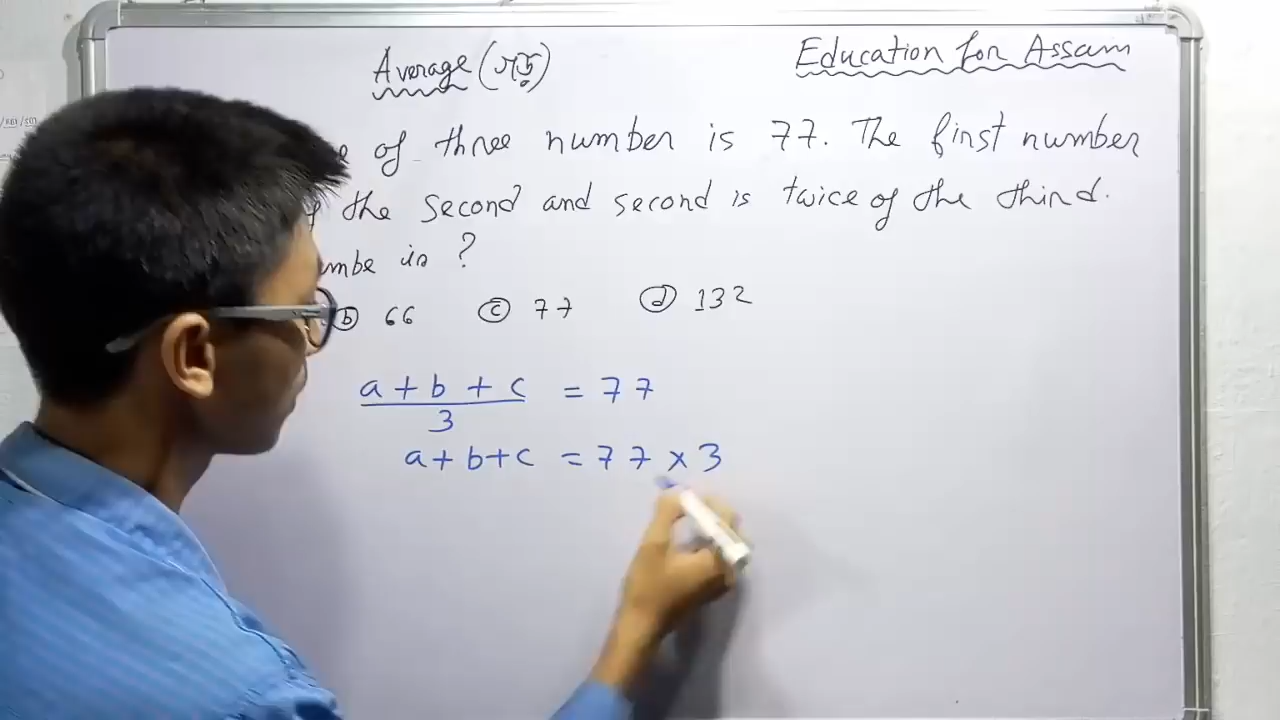 Average (গড়)
Education for Assam
of three number is 77. The first number
the second and second is twice of the third.
is ?
ⓑ 66 ⓒ 77 ⓓ 132
a + b + c = 77
3
a + b + c = 77 × 3